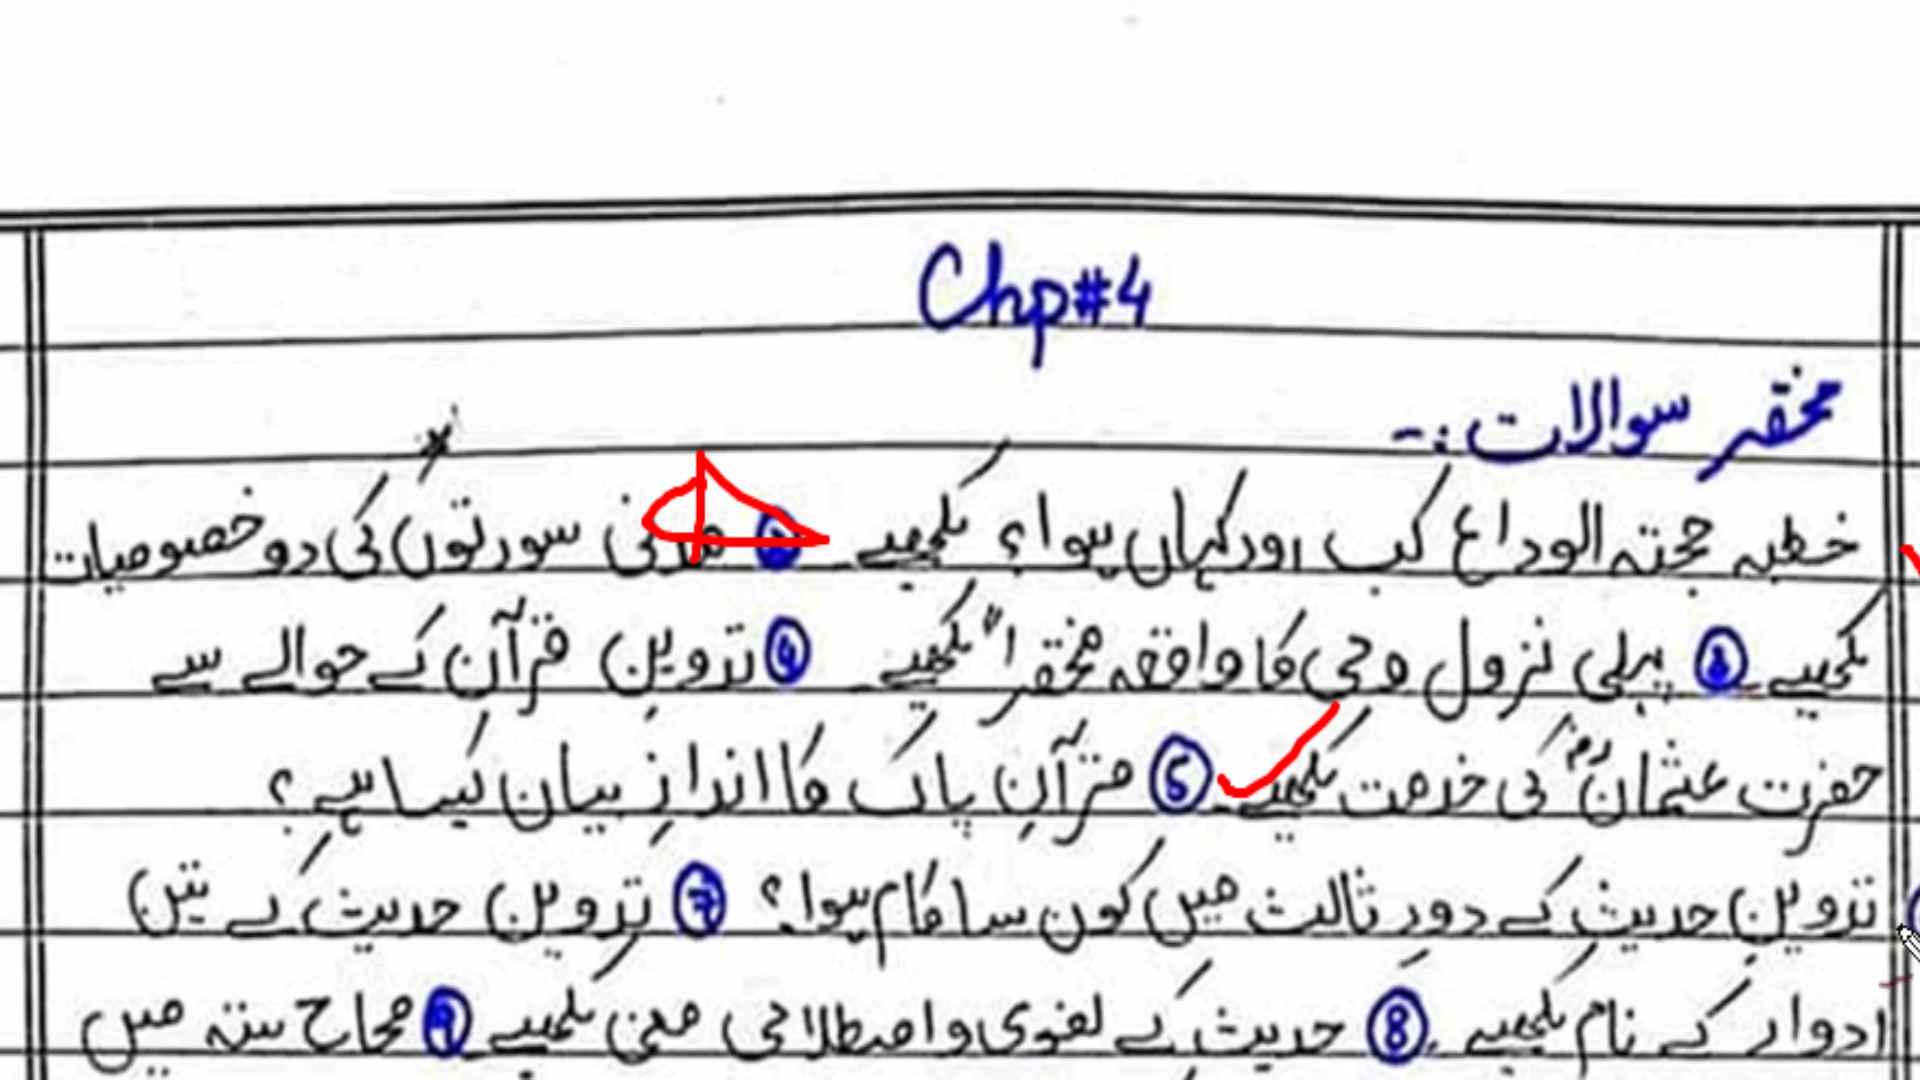 Chp#4
مختصر سوالات:-
خطبہ حجتہ الوداع کب اور کہاں ہوا؟ لکھیے۔ مدنی سورتوں کی دو خصوصیات
لکھیے۔ ③ پہلی نزول وحی کا واقعہ مختصراً لکھیے۔ ④ تدوین قرآن کے حوالے سے
حضرت عثمانؓ کی خدمت لکھیے۔ ⑤ قرآنِ پاک کا اندازِ بیان کیسا ہے؟
تدوینِ حدیث کے دورِ ثالث میں کون سا کام ہوا؟ ⑦ تدوین حدیث کے تین
ادوار کے نام لکھیے۔ ⑧ حدیث کے لغوی و اصطلاحی معنی لکھیے۔ ⑨ صحاح ستہ میں